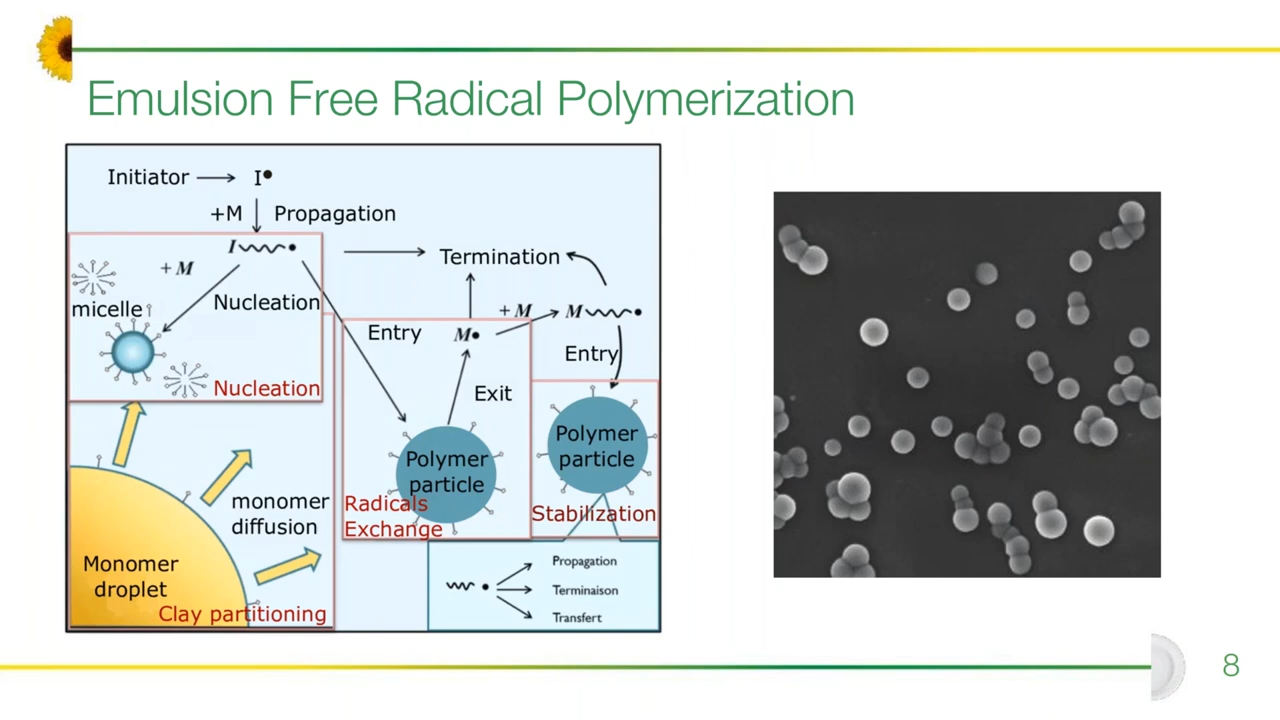 Emulsion Free Radical Polymerization
Initiator → I•
+M Propagation
I•
+ M
micelle
Nucleation
Nucleation
Termination
+ M
M•
M•
Entry
Exit
Entry
Polymer
particle
Radicals
Exchange
Polymer
particle
Stabilization
monomer
diffusion
Monomer
droplet
Clay partitioning
Propagation
Terminaison
Transfert
8